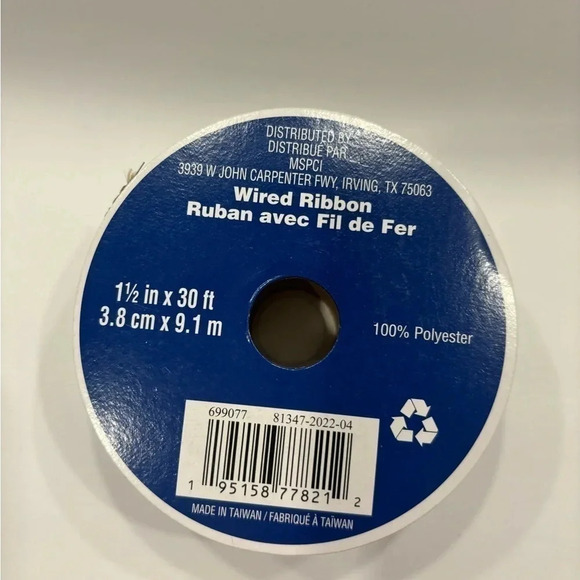 DISTRIBUTED BY
DISTRIBUÉ PAR
MSPCI
3939 W JOHN CARPENTER FWY, IRVING, TX 75063
Wired Ribbon
Ruban avec Fil de Fer
1½ in x 30 ft
3.8 cm x 9.1 m
100% Polyester
699077 81347-2022-04
1 95158 77821 2
MADE IN TAIWAN / FABRIQUÉ À TAÏWAN